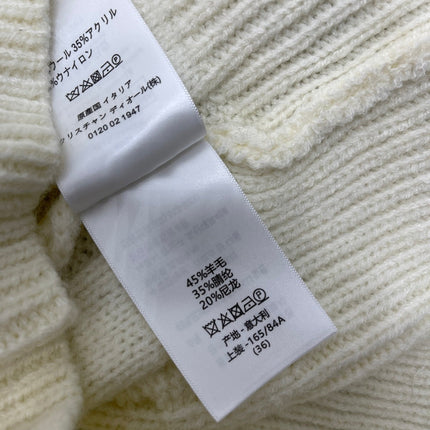 ウール 35%アクリル
%ウナイロン
原産国 イタリア
クリスチャン ディオール(株)
0120 02 1947
45%羊毛
35%腈纶
20%尼龙
产地 - 意大利
上装 - 165/84A
(36)